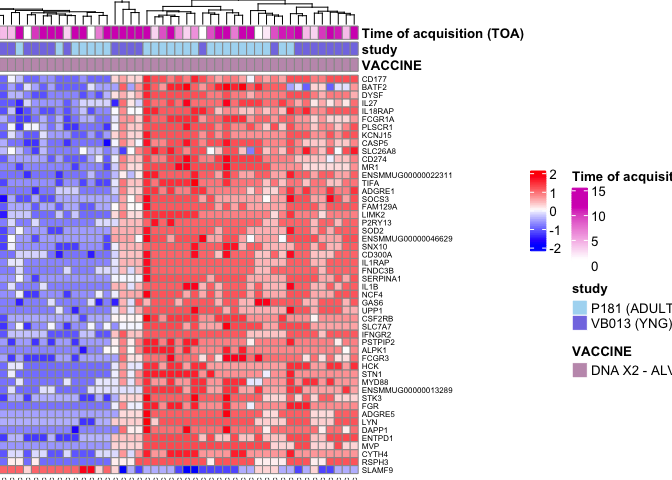 Time of acquisition (TOA)
study
VACCINE
CD177
BATF2
DYSF
IL27
IL18RAP
FCGR1A
PLSCR1
KCNJ15
CASP5
SLC26A8
CD274
MR1
ENSMMUG00000022311
TIFA
ADGRE1
SOCS3
FAM129A
LIMK2
P2RY13
SOD2
ENSMMUG00000046629
SNX10
CD300A
IL1RAP
FNDC3B
SERPINA1
IL1B
NCF4
GAS6
UPP1
CSF2RB
SLC7A7
IFNGR2
PSTPIP2
ALPK1
FCGR3
HCK
STN1
MYD88
ENSMMUG00000013289
STK3
FGR
ADGRE5
LYN
DAPP1
ENTPD1
MVP
CYTH4
RSPH3
SLAMF9
2
1
0
-1
-2
Time of acquisit
15
10
5
0
study
P181 (ADULT
VB013 (YNG)
VACCINE
DNA X2 - ALV